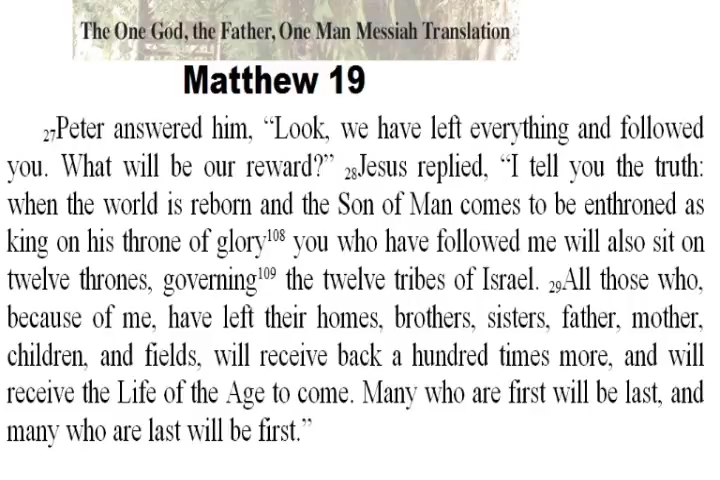 The One God, the Father, One Man Messiah Translation
Matthew 19
27Peter answered him, “Look, we have left everything and followed
you. What will be our reward?” 28Jesus replied, “I tell you the truth:
when the world is reborn and the Son of Man comes to be enthroned as
king on his throne of glory108 you who have followed me will also sit on
twelve thrones, governing109 the twelve tribes of Israel. 29All those who,
because of me, have left their homes, brothers, sisters, father, mother,
children, and fields, will receive back a hundred times more, and will
receive the Life of the Age to come. Many who are first will be last, and
many who are last will be first.”